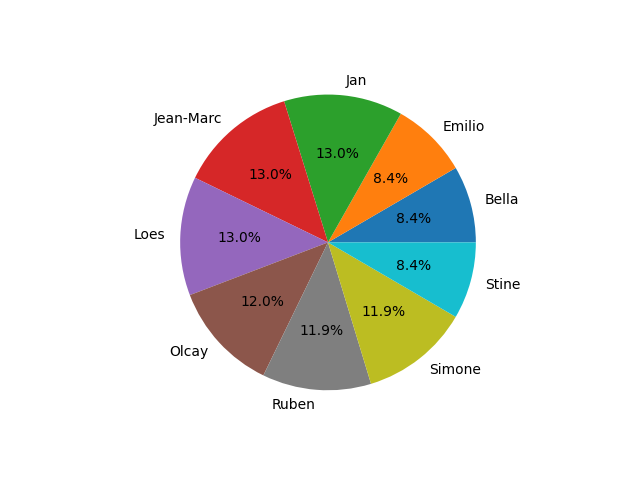 Jan
Emilio
Jean-Marc
13.0%
13.0%
8.4%
Bella
8.4%
Loes
13.0%
8.4%
Stine
12.0%
11.9%
11.9%
Olcay
Simone
Ruben